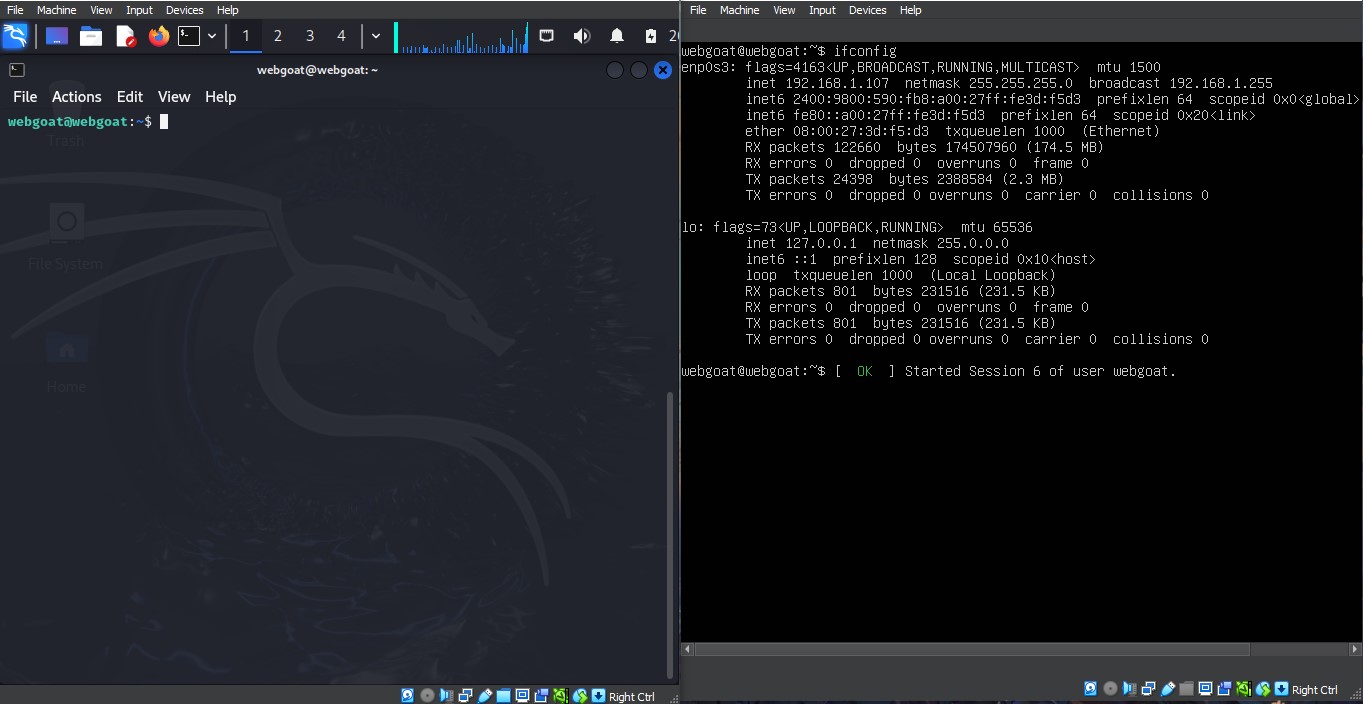 File Machine View Input Devices Help
1 2 3 4
webgoat@webgoat: ~
File Actions Edit View Help
webgoat@webgoat:~$
Trash
File System
Home
Right Ctrl
File Machine View Input Devices Help
webgoat@webgoat:~$ ifconfig
enp0s3: flags=4163<UP,BROADCAST,RUNNING,MULTICAST>  mtu 1500
inet 192.168.1.107  netmask 255.255.255.0  broadcast 192.168.1.255
inet6 2400:9800:590:fb8:a00:27ff:fe3d:f5d3  prefixlen 64  scopeid 0x0<global>
inet6 fe80::a00:27ff:fe3d:f5d3  prefixlen 64  scopeid 0x20<link>
ether 08:00:27:3d:f5:d3  txqueuelen 1000  (Ethernet)
RX packets 122660  bytes 174507960 (174.5 MB)
RX errors 0  dropped 0  overruns 0  frame 0
TX packets 24398  bytes 2388584 (2.3 MB)
TX errors 0  dropped 0 overruns 0  carrier 0  collisions 0
lo: flags=73<UP,LOOPBACK,RUNNING>  mtu 65536
inet 127.0.0.1  netmask 255.0.0.0
inet6 ::1  prefixlen 128  scopeid 0x10<host>
loop  txqueuelen 1000  (Local Loopback)
RX packets 801  bytes 231516 (231.5 KB)
RX errors 0  dropped 0  overruns 0  frame 0
TX packets 801  bytes 231516 (231.5 KB)
TX errors 0  dropped 0 overruns 0  carrier 0  collisions 0
webgoat@webgoat:~$ [  OK  ] Started Session 6 of user webgoat.
Right Ctrl